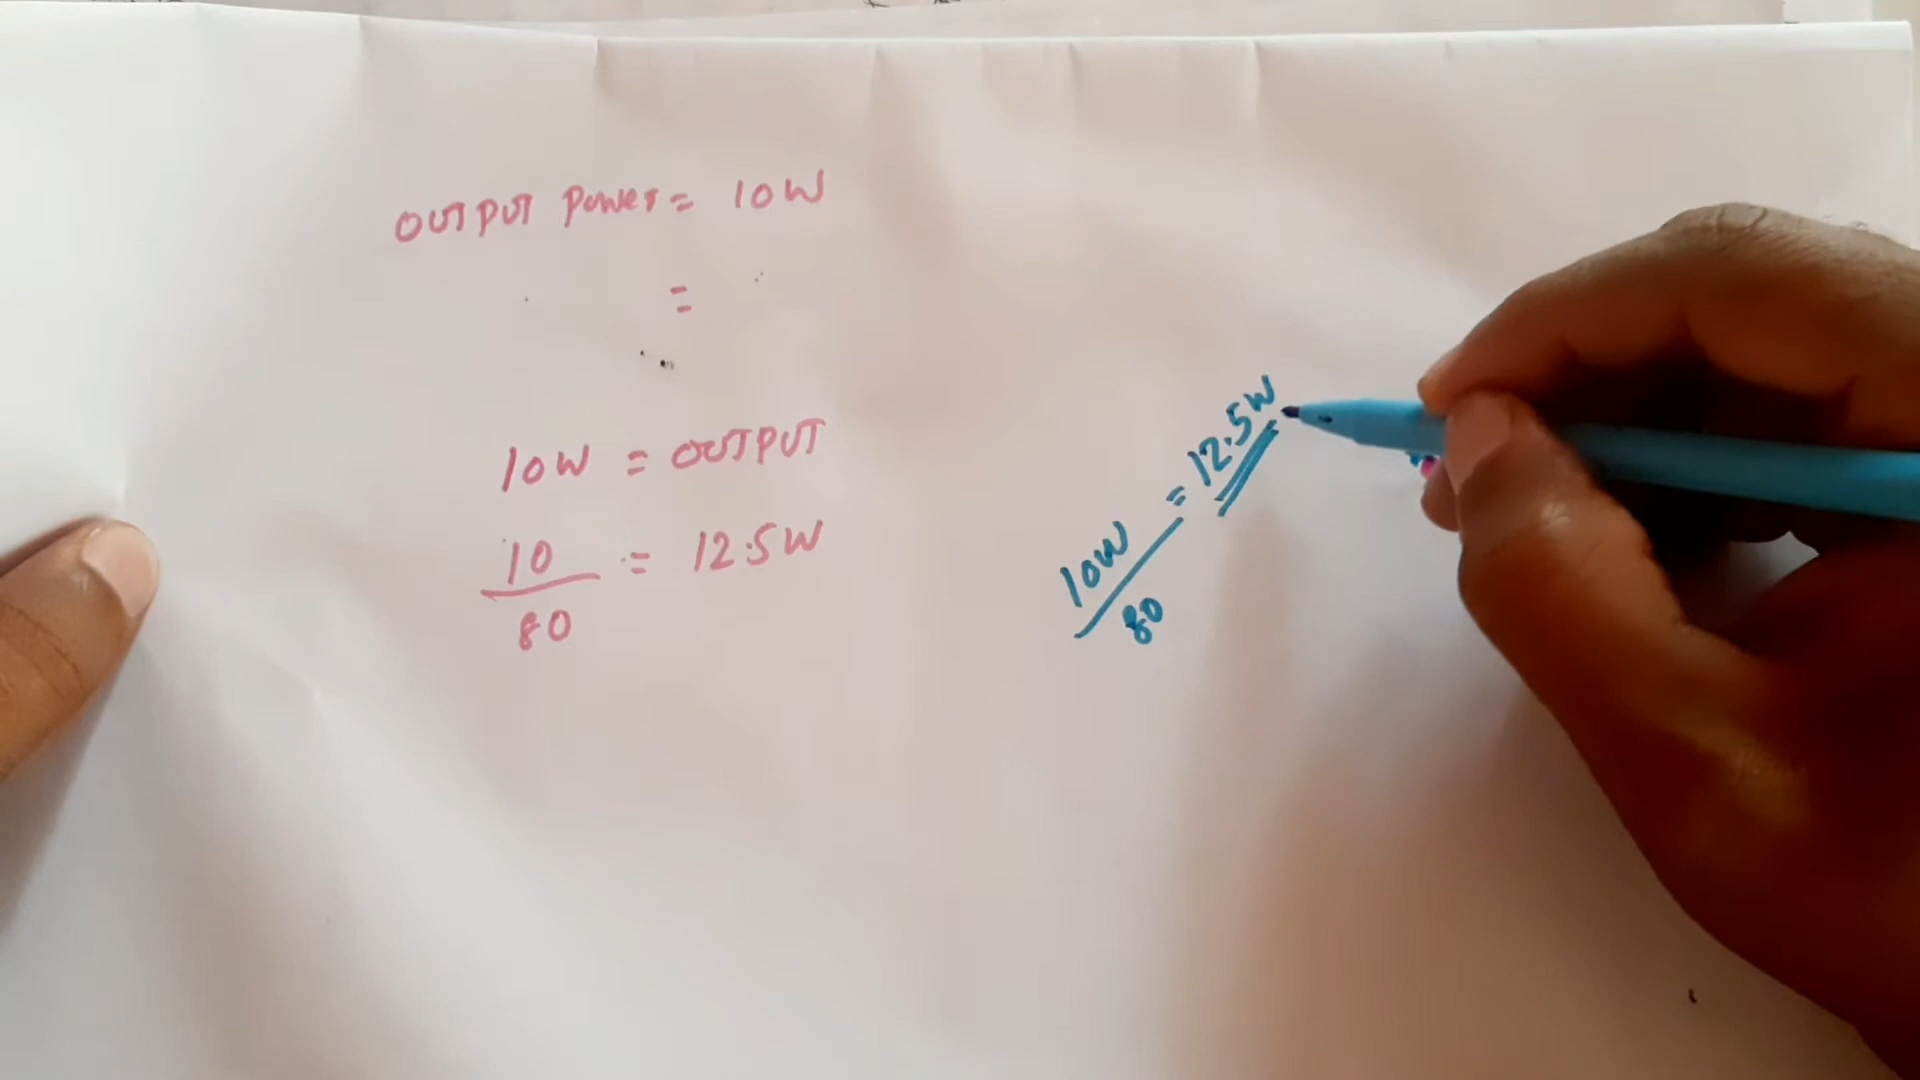 OUTPUT Power = 10W
=
10W = OUTPUT
10
80
= 12.5W
10W
80
= 12.5W